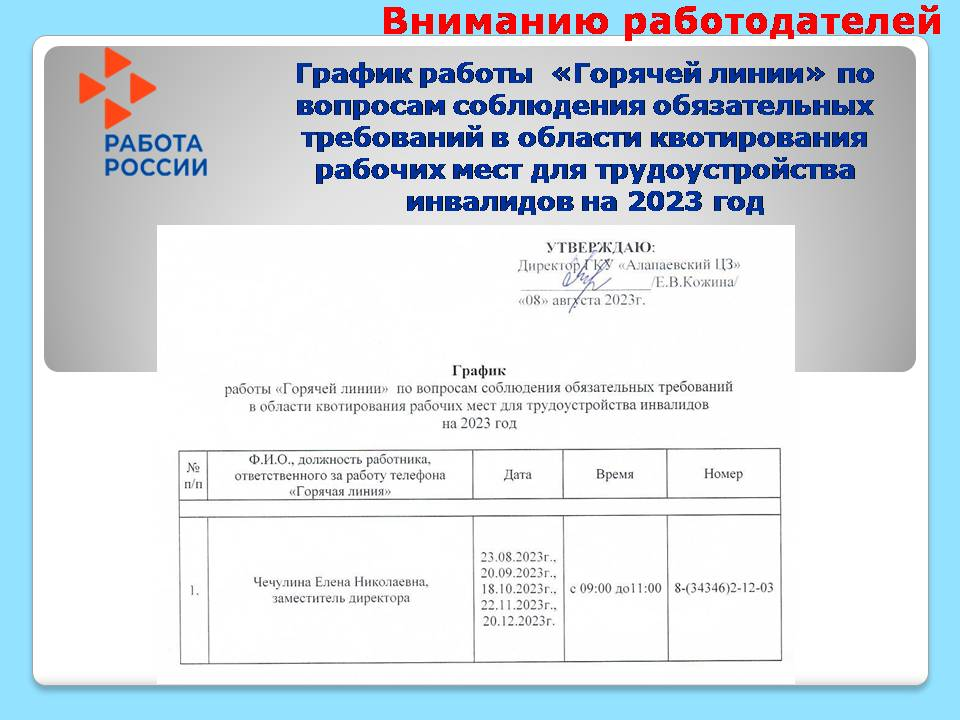 Вниманию работодателей
РАБОТА
РОССИИ
График работы «Горячей линии» по
вопросам соблюдения обязательных
требований в области квотирования
рабочих мест для трудоустройства
инвалидов на 2023 год
УТВЕРЖДАЮ:
Директор ГКУ «Алапаевский ЦЗ»
/Е.В.Кожина/
«08» августа 2023г.
График
работы «Горячей линии» по вопросам соблюдения обязательных требований
в области квотирования рабочих мест для трудоустройства инвалидов
на 2023 год
№
п/п
Ф.И.О., должность работника,
ответственного за работу телефона
«Горячая линия»
Дата
Время
Номер
1.
Чечулина Елена Николаевна,
заместитель директора
23.08.2023г.,
20.09.2023г.,
18.10.2023г.,
22.11.2023г.,
20.12.2023г.
с 09:00 до11:00
8-(34346)2-12-03